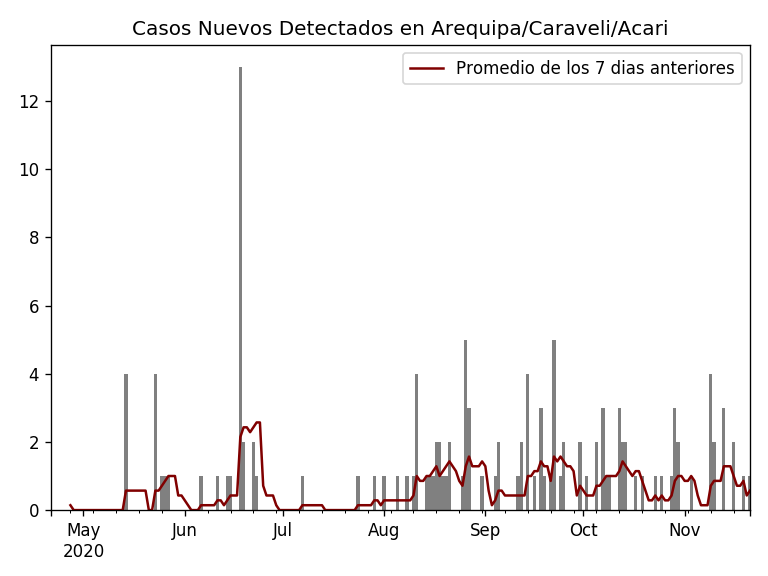 Casos Nuevos Detectados en Arequipa/Caraveli/Acari
Promedio de los 7 dias anteriores
12
10
8
6
4
2
0
May Jun Jul Aug Sep Oct Nov
2020